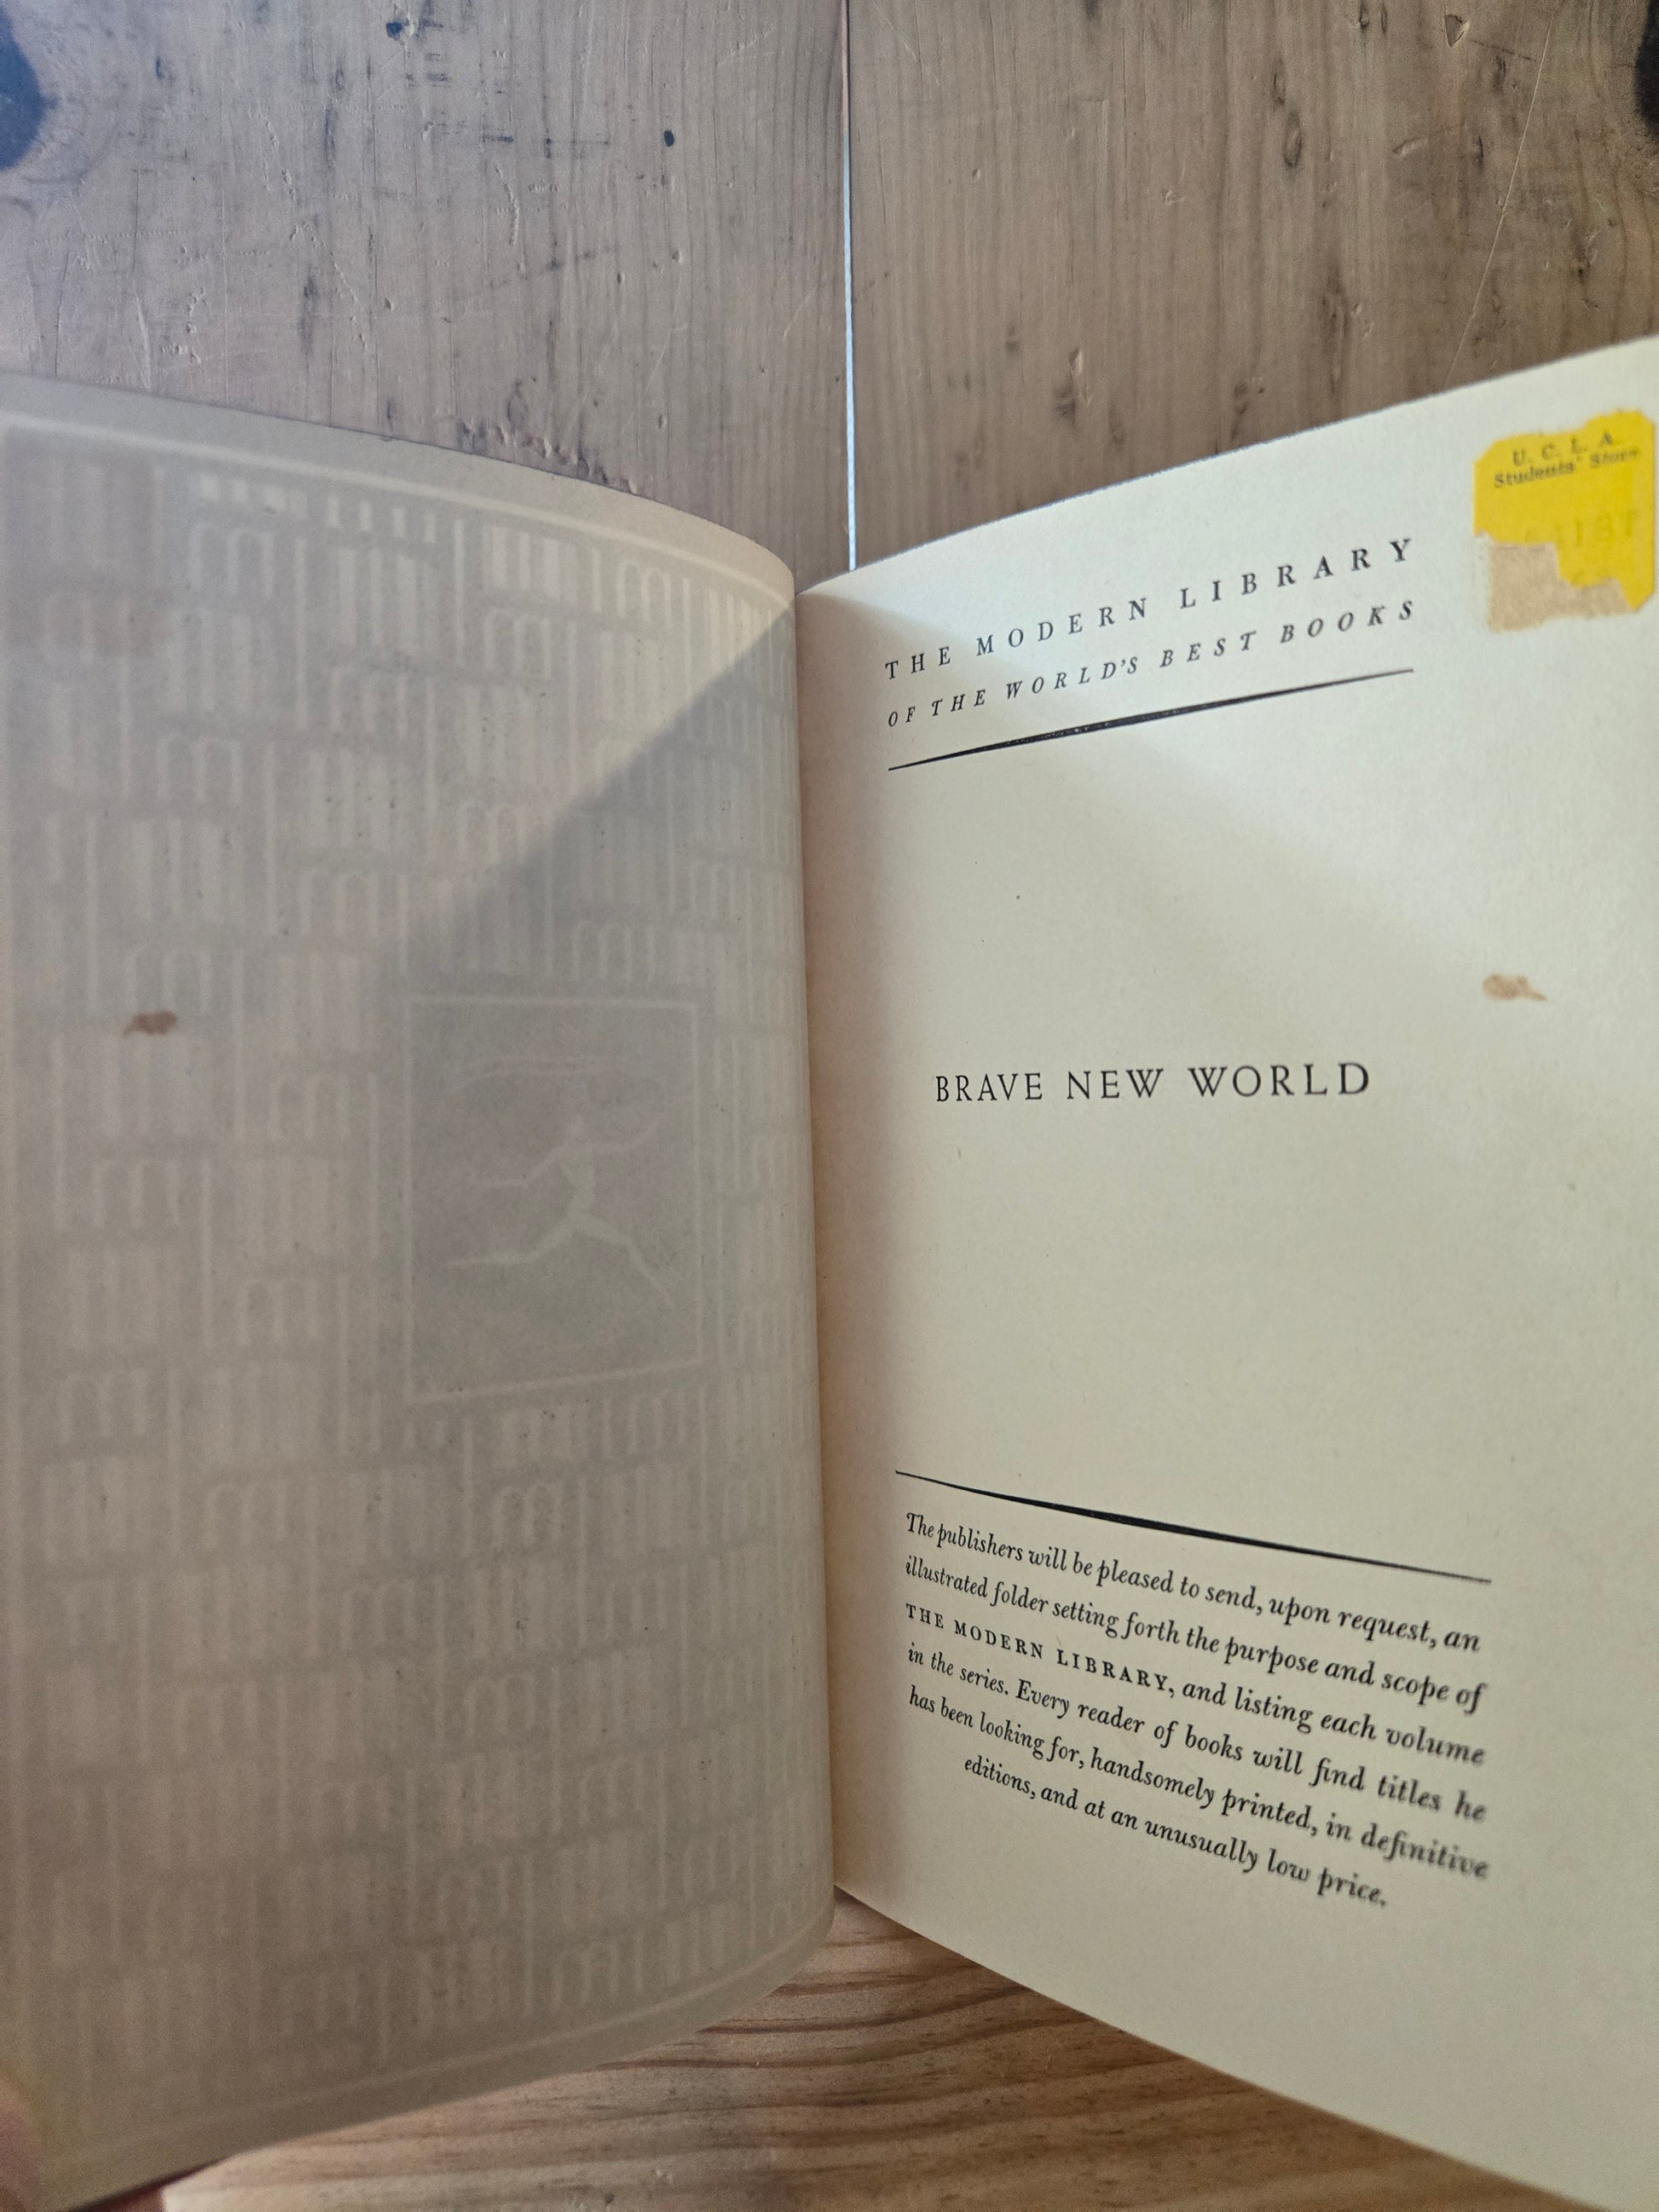 U. C. L. A.
Students' Store
THE MODERN LIBRARY
OF THE WORLD'S BEST BOOKS
BRAVE NEW WORLD
The publishers will be pleased to send, upon request, an
illustrated folder setting forth the purpose and scope of
THE MODERN LIBRARY, and listing each volume
in the series. Every reader of books will find titles he
has been looking for, handsomely printed, in definitive
editions, and at an unusually low price.